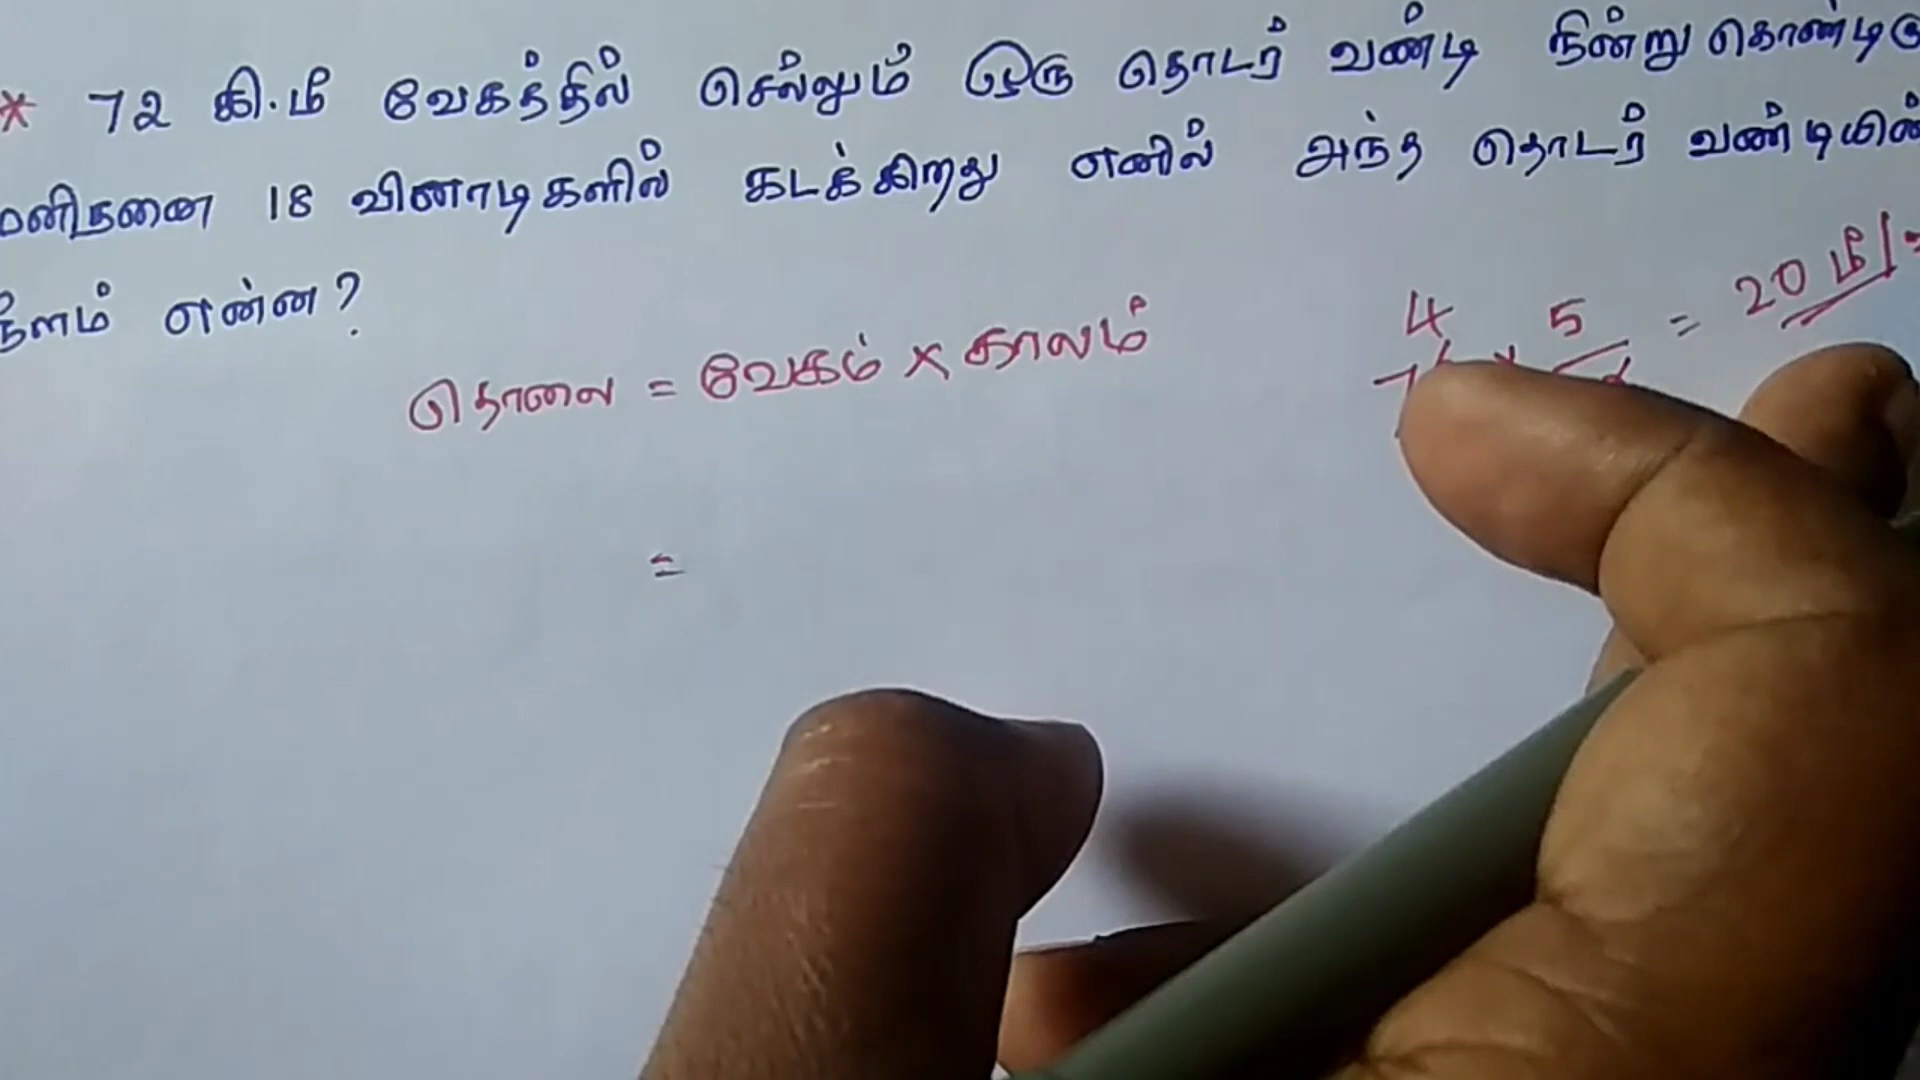 * 72 கி.மீ வேகத்தில் செல்லும் ஒரு தொடர் வண்டி நின்று
மனிதனை 18 வினாடிகளில் கடக்கிறது எனில் அந்த தொடர் வண்டியின்
நீளம் என்ன?
தொலை = வேகம் × காலம்
4 5 = 20 மீ/
=